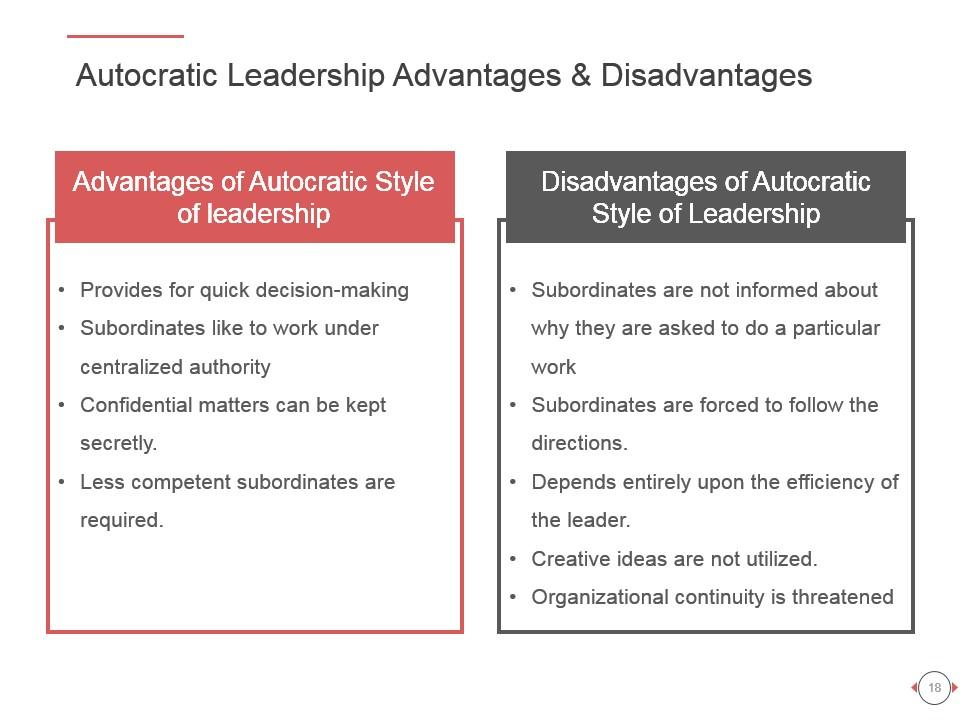 Autocratic Leadership Advantages & Disadvantages
Advantages of Autocratic Style
of leadership
• Provides for quick decision-making
• Subordinates like to work under
centralized authority
• Confidential matters can be kept
secretly.
• Less competent subordinates are
required.
Disadvantages of Autocratic
Style of Leadership
• Subordinates are not informed about
why they are asked to do a particular
work
• Subordinates are forced to follow the
directions.
• Depends entirely upon the efficiency of
the leader.
• Creative ideas are not utilized.
• Organizational continuity is threatened
18